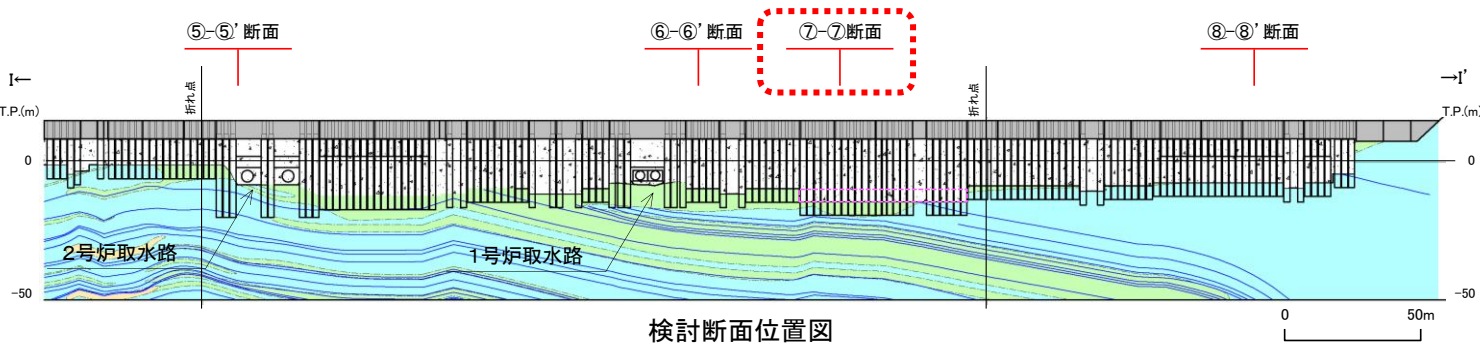 ⑤-⑤’断面
⑥-⑥’断面
⑦-⑦断面
⑧-⑧’断面
I←
→I’
折れ点
折れ点
T.P.(m)
T.P.(m)
0
0
2号炉取水路
1号炉取水路
-50
-50
検討断面位置図
0
50m